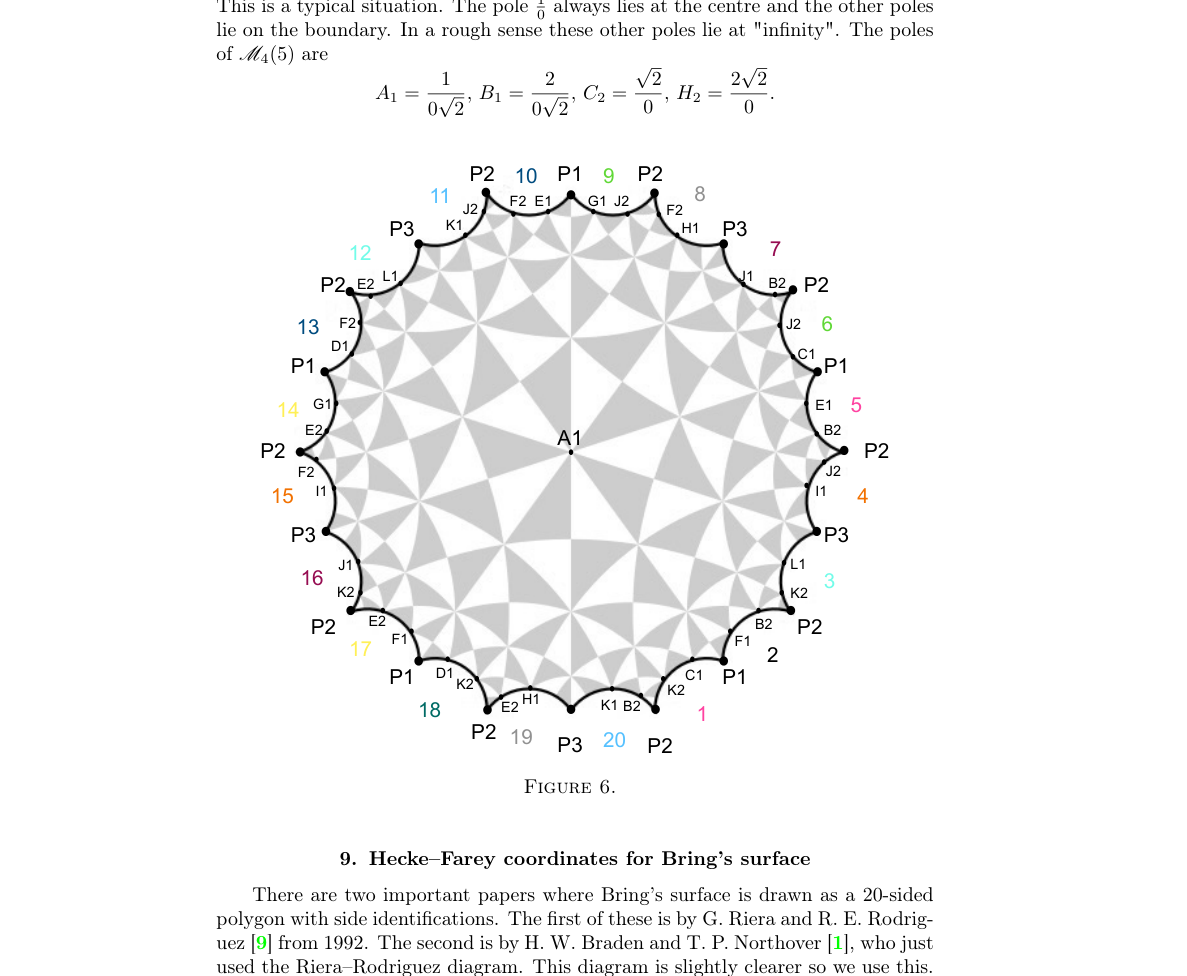 This is a typical situation. The pole 1/0 always lies at the centre and the other poles
lie on the boundary. In a rough sense these other poles lie at "infinity". The poles
of ℳ₄(5) are
A₁ = 1/0√2, B₁ = 2/0√2, C₂ = √2/0, H₂ = 2√2/0.
P2 10 P1 9 P2
11 8
J2 F2 E1 G1 J2 F2
P3 K1 H1 P3
12 7
P2 E2 L1 J1 B2 P2
13 F2 J2 6
D1 C1
P1 P1
14 G1 E1 5
E2 B2
P2 A1 P2
F2 J2
15 I1 I1 4
P3 P3
J1 L1
16 3
K2 K2
P2 E2 B2 P2
17 F1 F1 2
P1 D1 C1 P1
K2 K2
18 E2 H1 K1 B2 1
P2 19 P3 20 P2
Figure 6.
9. Hecke–Farey coordinates for Bring's surface
There are two important papers where Bring's surface is drawn as a 20-sided
polygon with side identifications. The first of these is by G. Riera and R. E. Rodrig-
uez [9] from 1992. The second is by H. W. Braden and T. P. Northover [1], who just
used the Riera–Rodriguez diagram. This diagram is slightly clearer so we use this.